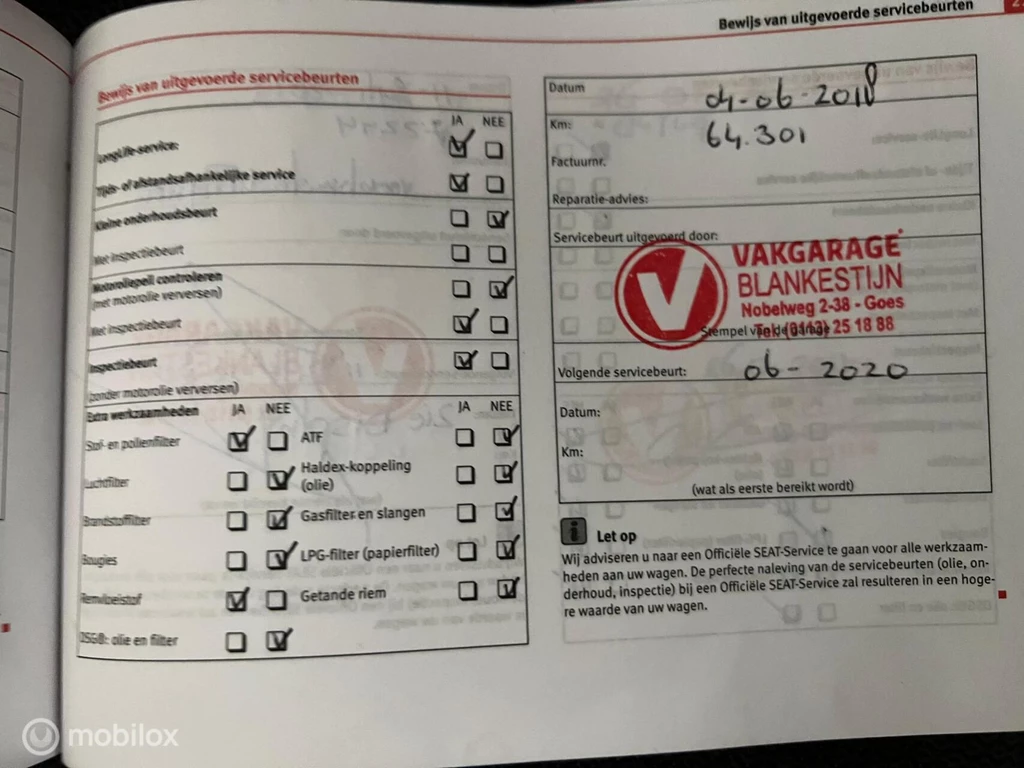 Bewijs van uitgevoerde servicebeurten
Bewijs van uitgevoerde servicebeurten
JA NEE
LongLife-service:
Tijds- of afstandsafhankelijke service
Kleine onderhoudsbeurt
Met inspectiebeurt
Motoroliepeil controleren
(met motorolie verversen)
Met inspectiebeurt
Inspectiebeurt
(zonder motorolie verversen)
Extra werkzaamheden JA NEE JA NEE
Stof- en pollenfilter ATF
Luchtfilter Haldex-koppeling
(olie)
Brandstoffilter Gasfilter en slangen
Bougies LPG-filter (papierfilter)
Remvloeistof Getande riem
DSG®: olie en filter
Datum 04-06-2018
Km: 64.301
Factuurnr.
Reparatie-advies:
Servicebeurt uitgevoerd door:
VAKGARAGE
BLANKESTIJN
Nobelweg 2-38 - Goes
Tel. (0113) 25 18 88
Stempel van de garage
Volgende servicebeurt: 06-2020
Datum:
Km:
(wat als eerste bereikt wordt)
i Let op
Wij adviseren u naar een Officiële SEAT-Service te gaan voor alle werkzaam-
heden aan uw wagen. De perfecte naleving van de servicebeurten (olie, on-
derhoud, inspectie) bij een Officiële SEAT-Service zal resulteren in een hoge-
re waarde van uw wagen.
mobilox